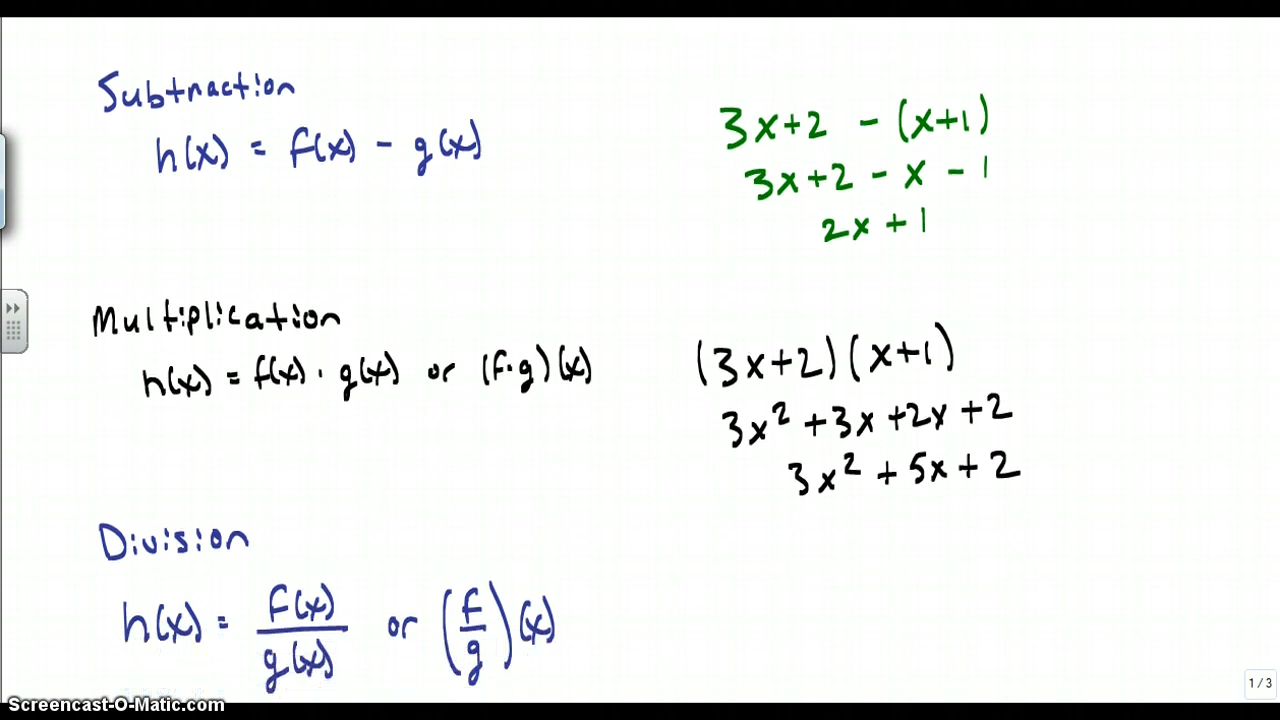 Subtraction
h(x) = f(x) - g(x)
3x+2 - (x+1)
3x+2 - x - 1
2x + 1
Multiplication
h(x) = f(x) · g(x) or (f·g)(x)
(3x+2)(x+1)
3x² + 3x + 2x + 2
3x² + 5x + 2
Division
h(x) = f(x)/g(x) or (f/g)(x)
1 / 3
Screencast-O-Matic.com